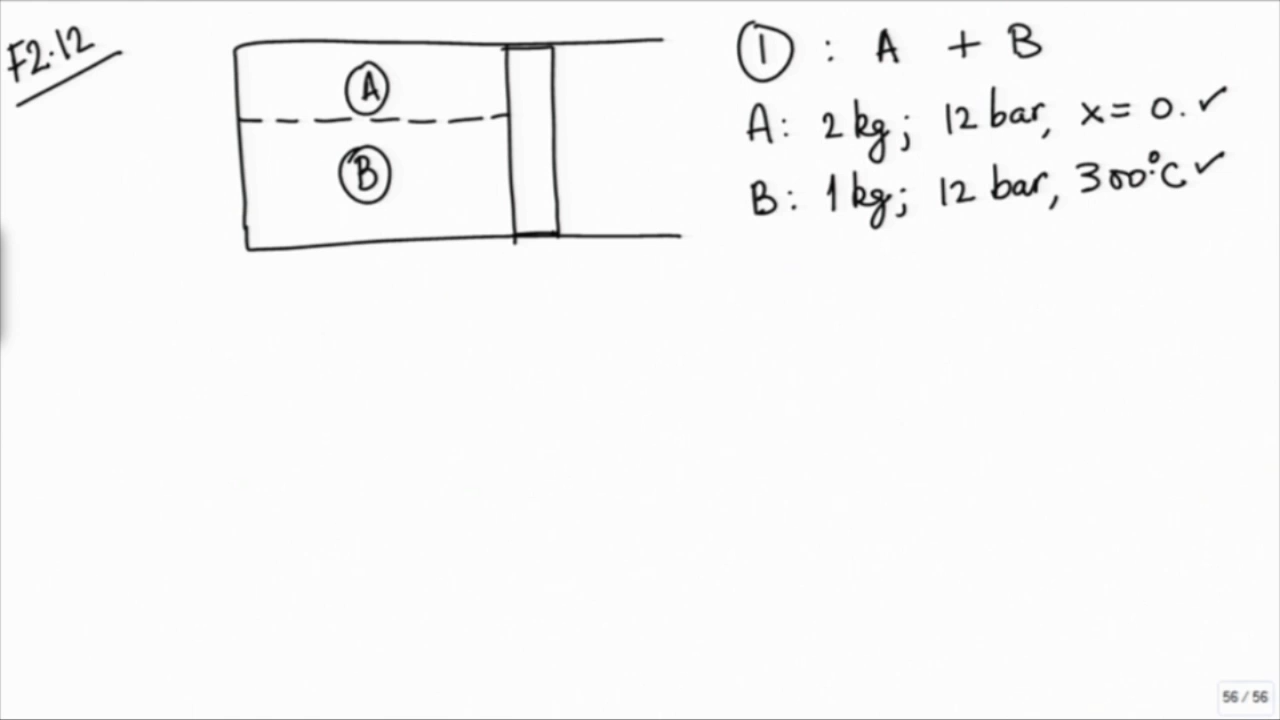 F2.12
① : A + B
A: 2 kg; 12 bar, x = 0. ✓
B: 1 kg; 12 bar, 300°C ✓
A
B
56 / 56